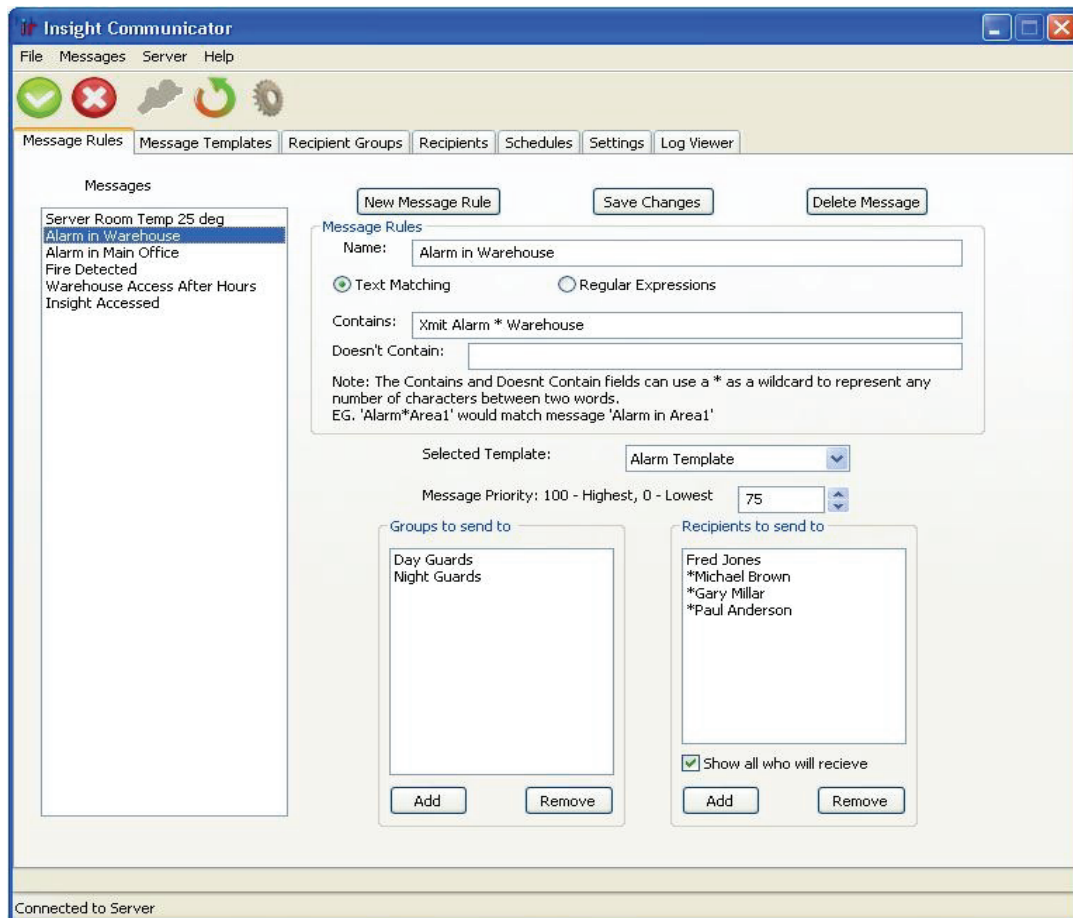 Insight Communicator
File Messages Server Help
Message Rules Message Templates Recipient Groups Recipients Schedules Settings Log Viewer
Messages
Server Room Temp 25 deg
Alarm in Warehouse
Alarm in Main Office
Fire Detected
Warehouse Access After Hours
Insight Accessed
New Message Rule Save Changes Delete Message
Message Rules
Name: Alarm in Warehouse
Text Matching Regular Expressions
Contains: Xmit Alarm * Warehouse
Doesn't Contain:
Note: The Contains and Doesnt Contain fields can use a * as a wildcard to represent any
number of characters between two words.
EG. 'Alarm*Area1' would match message 'Alarm in Area1'
Selected Template: Alarm Template
Message Priority: 100 - Highest, 0 - Lowest 75
Groups to send to
Day Guards
Night Guards
Add Remove
Recipients to send to
Fred Jones
*Michael Brown
*Gary Millar
*Paul Anderson
Show all who will recieve
Add Remove
Connected to Server